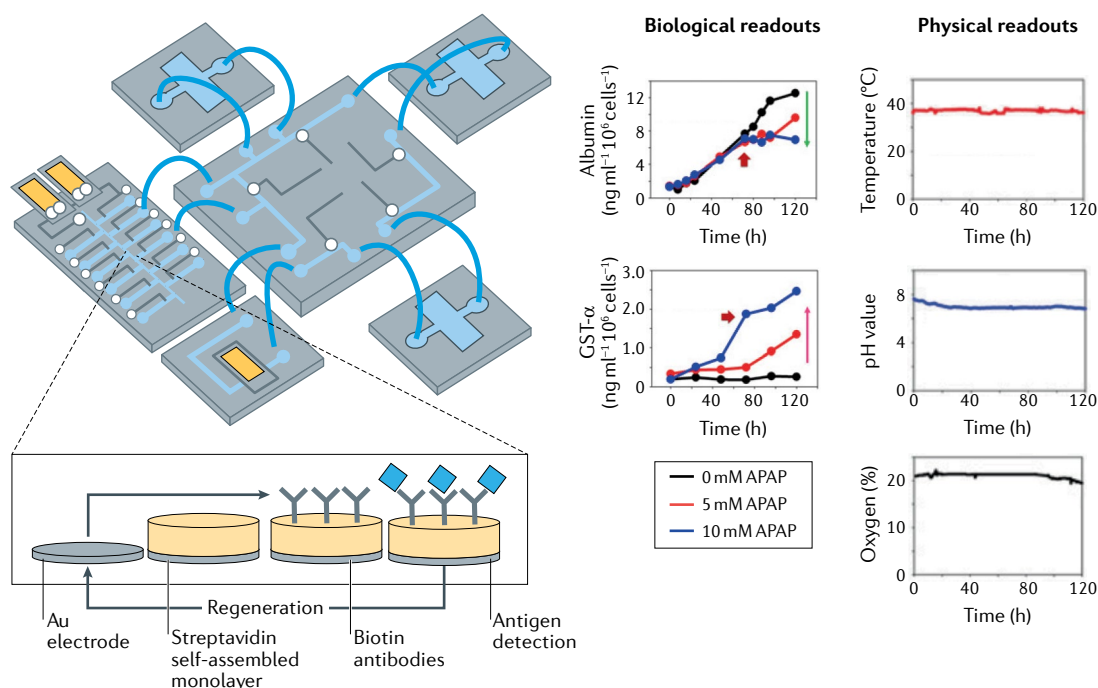 Biological readouts
Physical readouts
Albumin
(ng ml⁻¹ 10⁶ cells⁻¹)
12
8
4
0
0 40 80 120
Time (h)
Temperature (°C)
40
20
0
0 40 80 120
Time (h)
GST-α
(ng ml⁻¹ 10⁶ cells⁻¹)
3.0
2.0
1.0
0.0
0 40 80 120
Time (h)
pH value
8
4
0
0 40 80 120
Time (h)
0 mM APAP
5 mM APAP
10 mM APAP
Oxygen (%)
20
10
0
0 40 80 120
Time (h)
Regeneration
Au
electrode
Streptavidin
self-assembled
monolayer
Biotin
antibodies
Antigen
detection